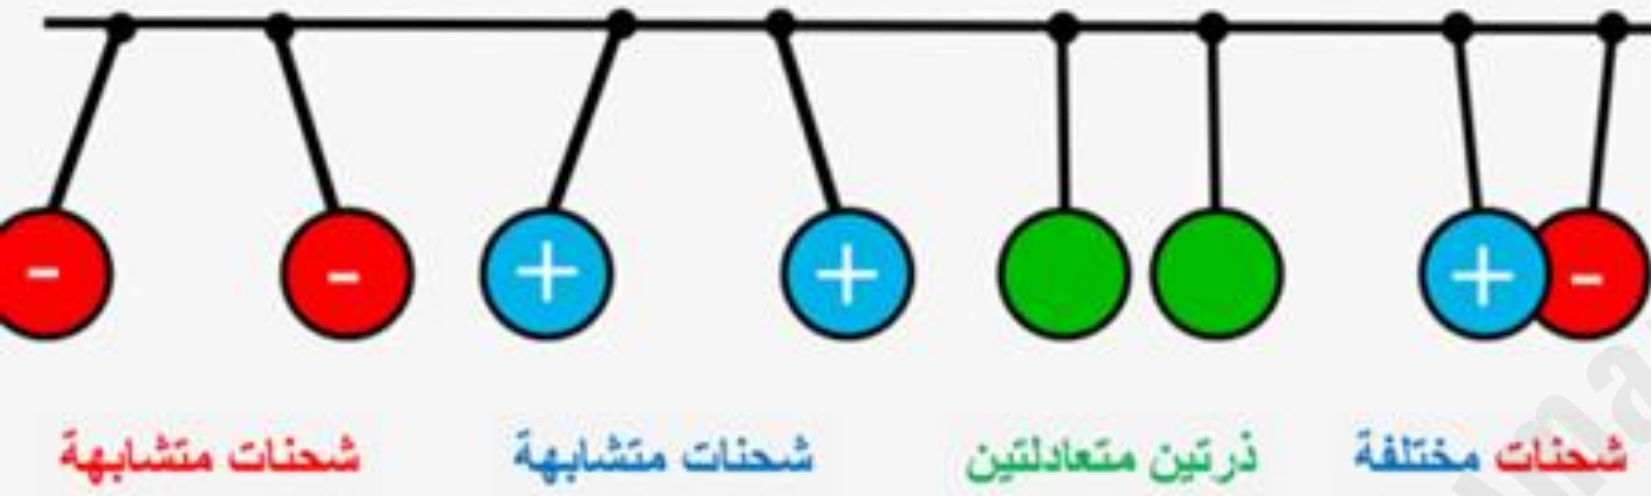 - - + + + -
شحنات مختلفة
ذرتين متعادلتين
شحنات متشابهة
شحنات متشابهة